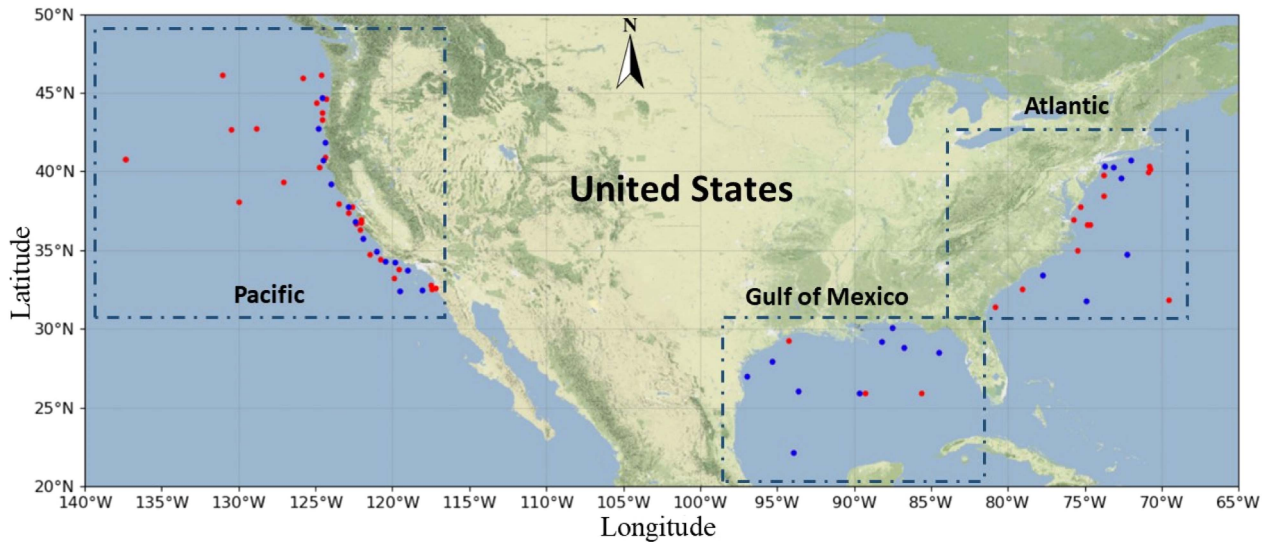 50°N
N
45°N
Atlantic
40°N
United States
35°N
Latitude
Pacific
Gulf of Mexico
30°N
25°N
20°N
140°W 135°W 130°W 125°W 120°W 115°W 110°W 105°W 100°W 95°W 90°W 85°W 80°W 75°W 70°W 65°W
Longitude